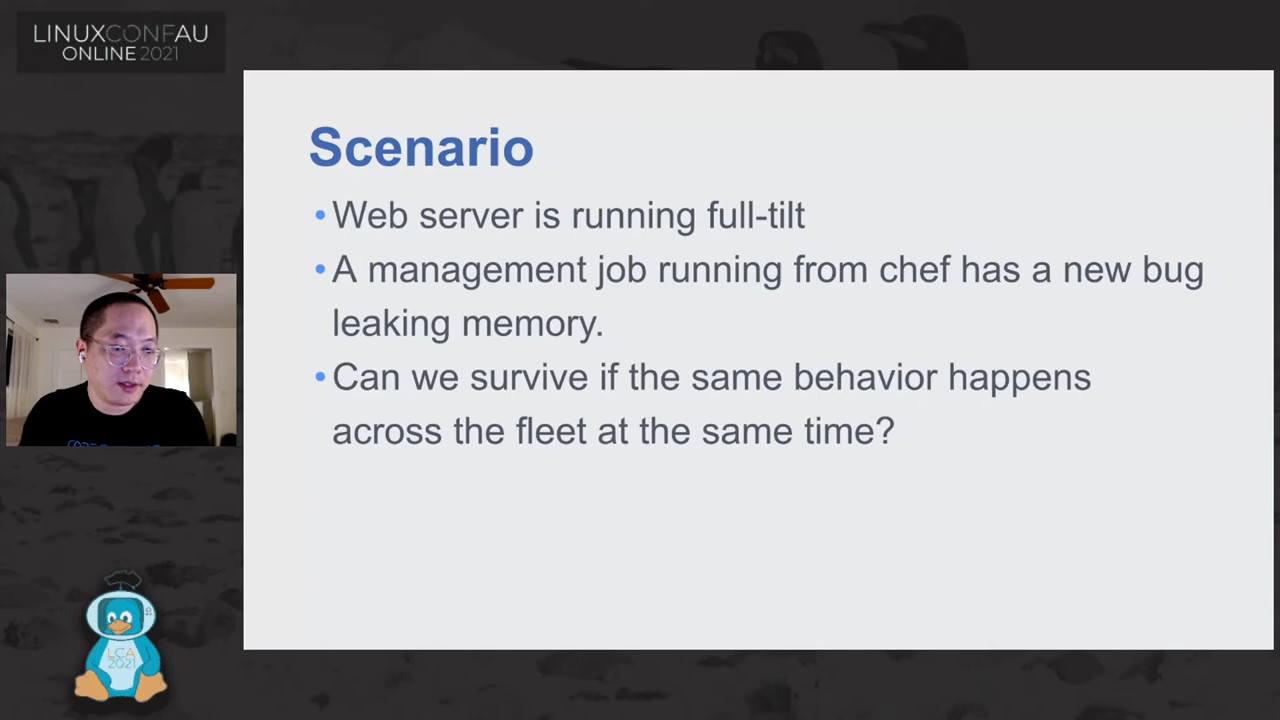 LINUXCONFAU
ONLINE 2021
Scenario
•Web server is running full-tilt
•A management job running from chef has a new bug
leaking memory.
•Can we survive if the same behavior happens
across the fleet at the same time?
LCA
2021